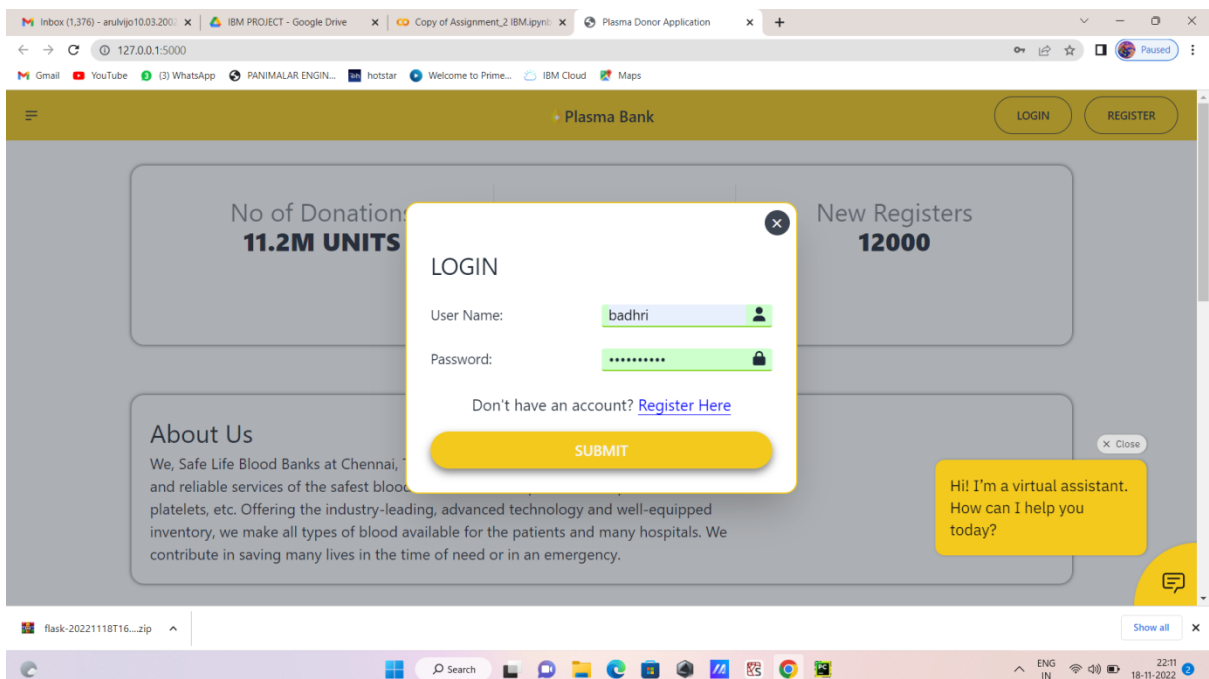 Inbox (1,376) - arulvijo10.03.200
IBM PROJECT - Google Drive
Copy of Assignment_2 IBM.ipynb
Plasma Donor Application
127.0.0.1:5000
Paused
Gmail
YouTube
(3) WhatsApp
PANIMALAR ENGIN...
hotstar
Welcome to Prime...
IBM Cloud
Maps
Plasma Bank
LOGIN
REGISTER
No of Donations
11.2M UNITS
New Registers
12000
LOGIN
User Name:
badhri
Password:
••••••••••
Don't have an account? Register Here
SUBMIT
About Us
We, Safe Life Blood Banks at Chennai,
and reliable services of the safest blood
platelets, etc. Offering the industry-leading, advanced technology and well-equipped
inventory, we make all types of blood available for the patients and many hospitals. We
contribute in saving many lives in the time of need or in an emergency.
Close
Hi! I'm a virtual assistant.
How can I help you
today?
flask-20221118T16....zip
Show all
Search
ENG
IN
22:11
18-11-2022
2